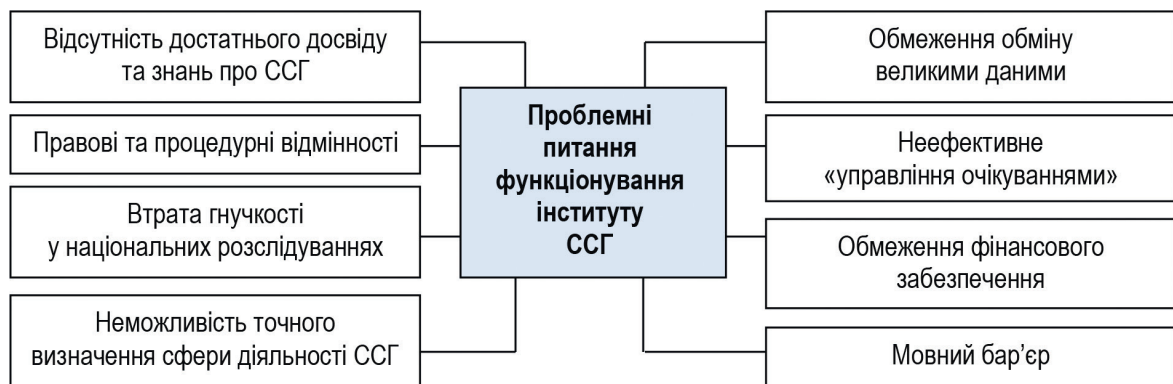 Відсутність достатнього досвіду
та знань про ССГ
Правові та процедурні відмінності
Втрата гнучкості
у національних розслідуваннях
Неможливість точного
визначення сфери діяльності ССГ
Проблемні
питання
функціонування
інституту
ССГ
Обмеження обміну
великими даними
Неефективне
«управління очікуваннями»
Обмеження фінансового
забезпечення
Мовний бар’єр